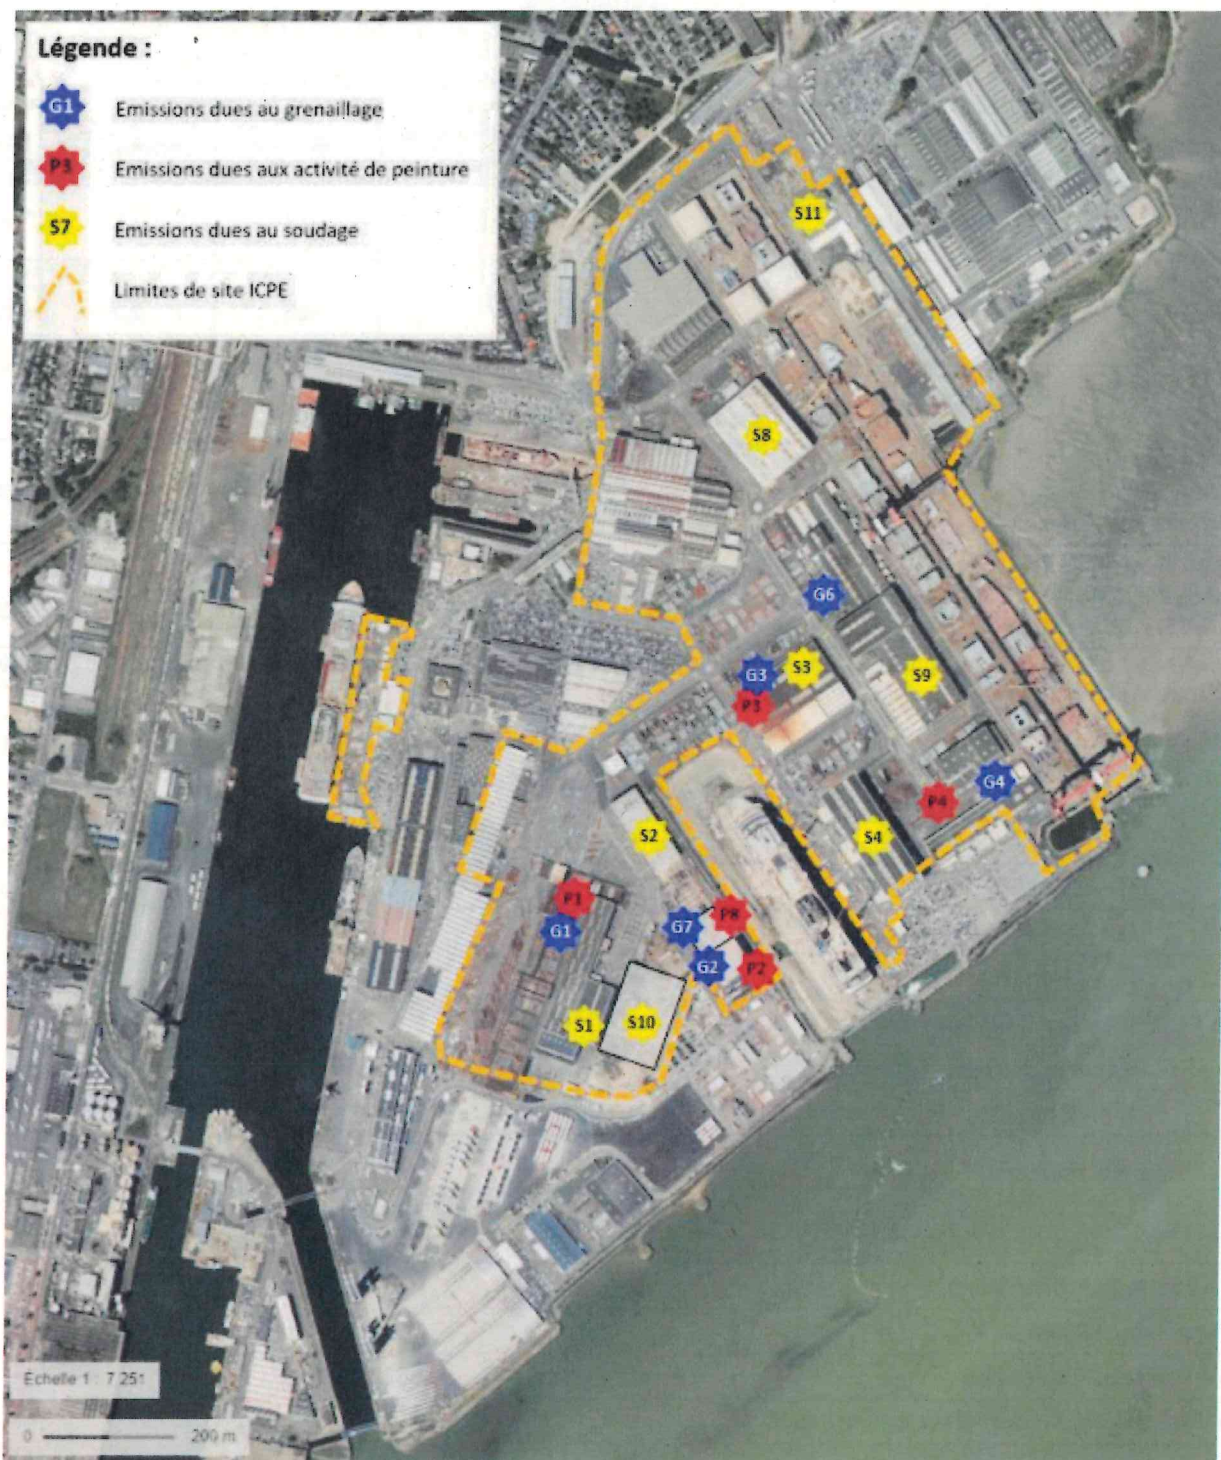 Légende :
G1 Emissions dues au grenaillage
P3 Emissions dues aux activité de peinture
S7 Emissions dues au soudage
Limites de site ICPE
S11
S8
G6
S3
G3
S9
P3
G4
P4
S2
S4
P1
P8
G7
G1
G2
P2
S10
S1
Echelle 1 : 7 251
0 200 m